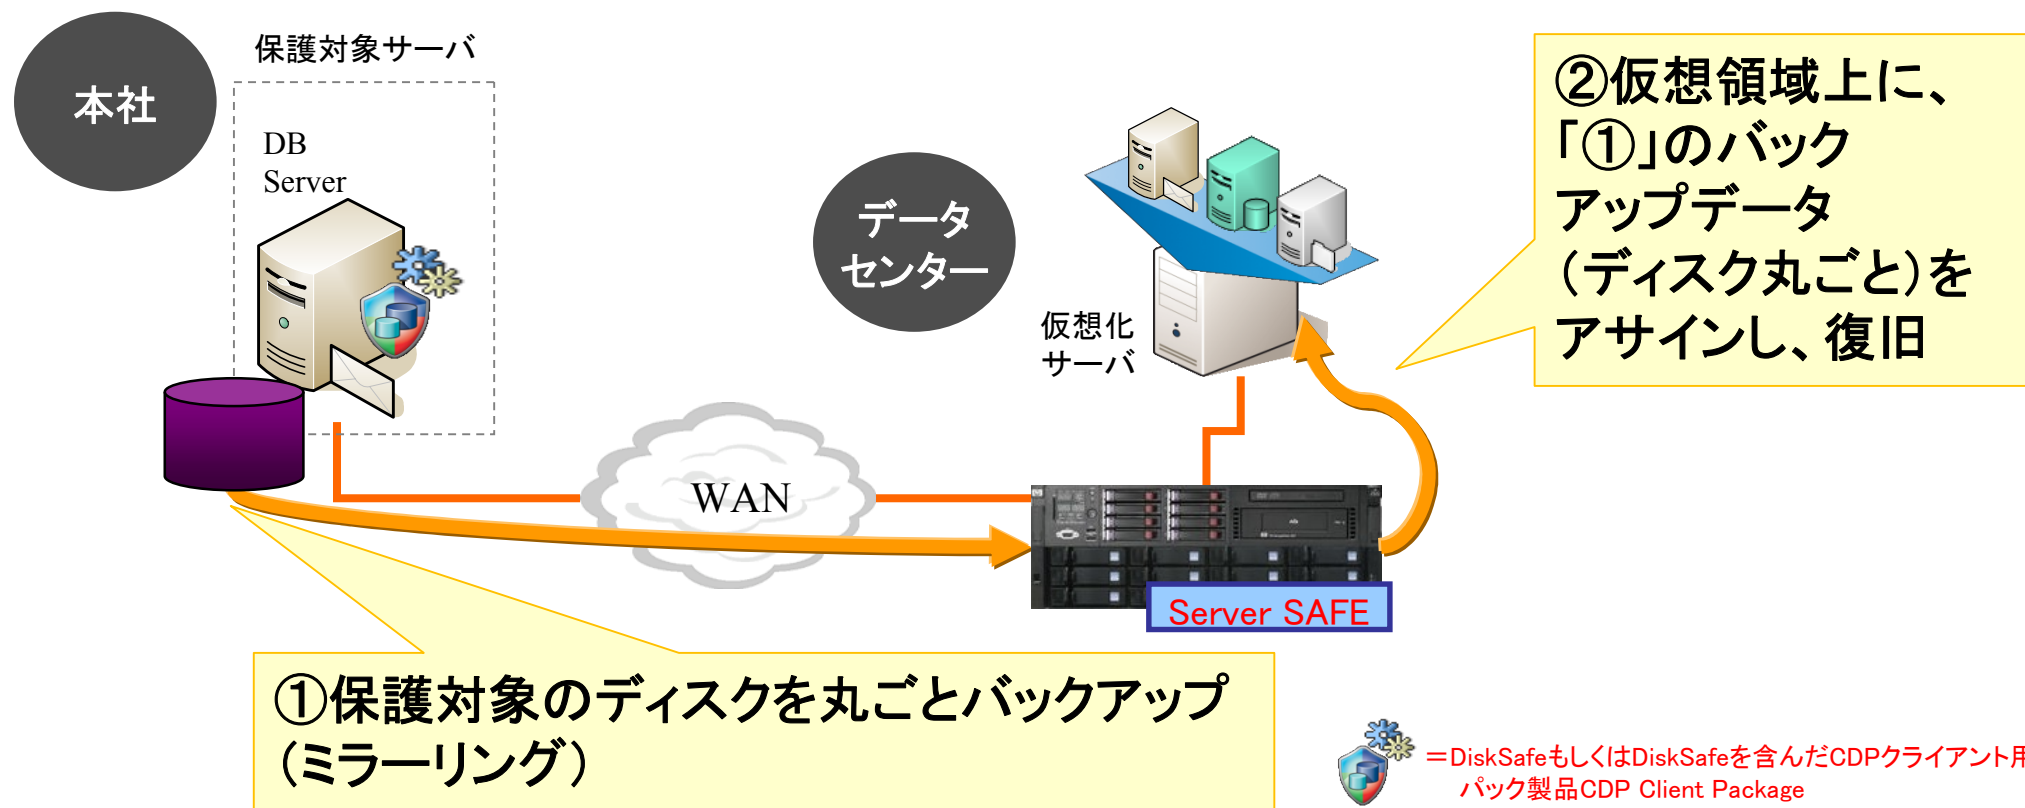 本社
保護対象サーバ
DB
Server
データ
センター
仮想化
サーバ
②仮想領域上に、
「①」のバック
アップデータ
（ディスク丸ごと）を
アサインし、復旧
WAN
Server SAFE
①保護対象のディスクを丸ごとバックアップ
（ミラーリング）
＝DiskSafeもしくはDiskSafeを含んだCDPクライアント用
パック製品CDP Client Package